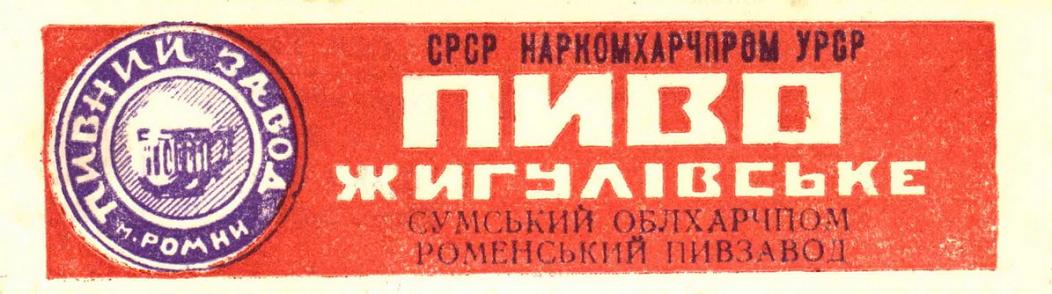 ПИВНИЙ ЗАВОД
м. РОМНИ
СРСР НАРКОМХАРЧПРОМ УРСР
ПИВО
ЖИГУЛІВСЬКЕ
СУМСЬКИЙ ОБЛХАРЧПОМ
РОМЕНСЬКИЙ ПИВЗАВОД